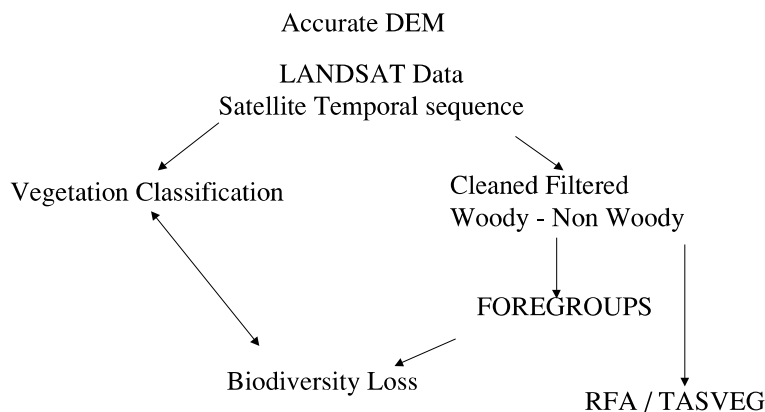 Accurate DEM
LANDSAT Data
Satellite Temporal sequence
Vegetation Classification
Cleaned Filtered
Woody - Non Woody
FOREGROUPS
Biodiversity Loss
RFA / TASVEG